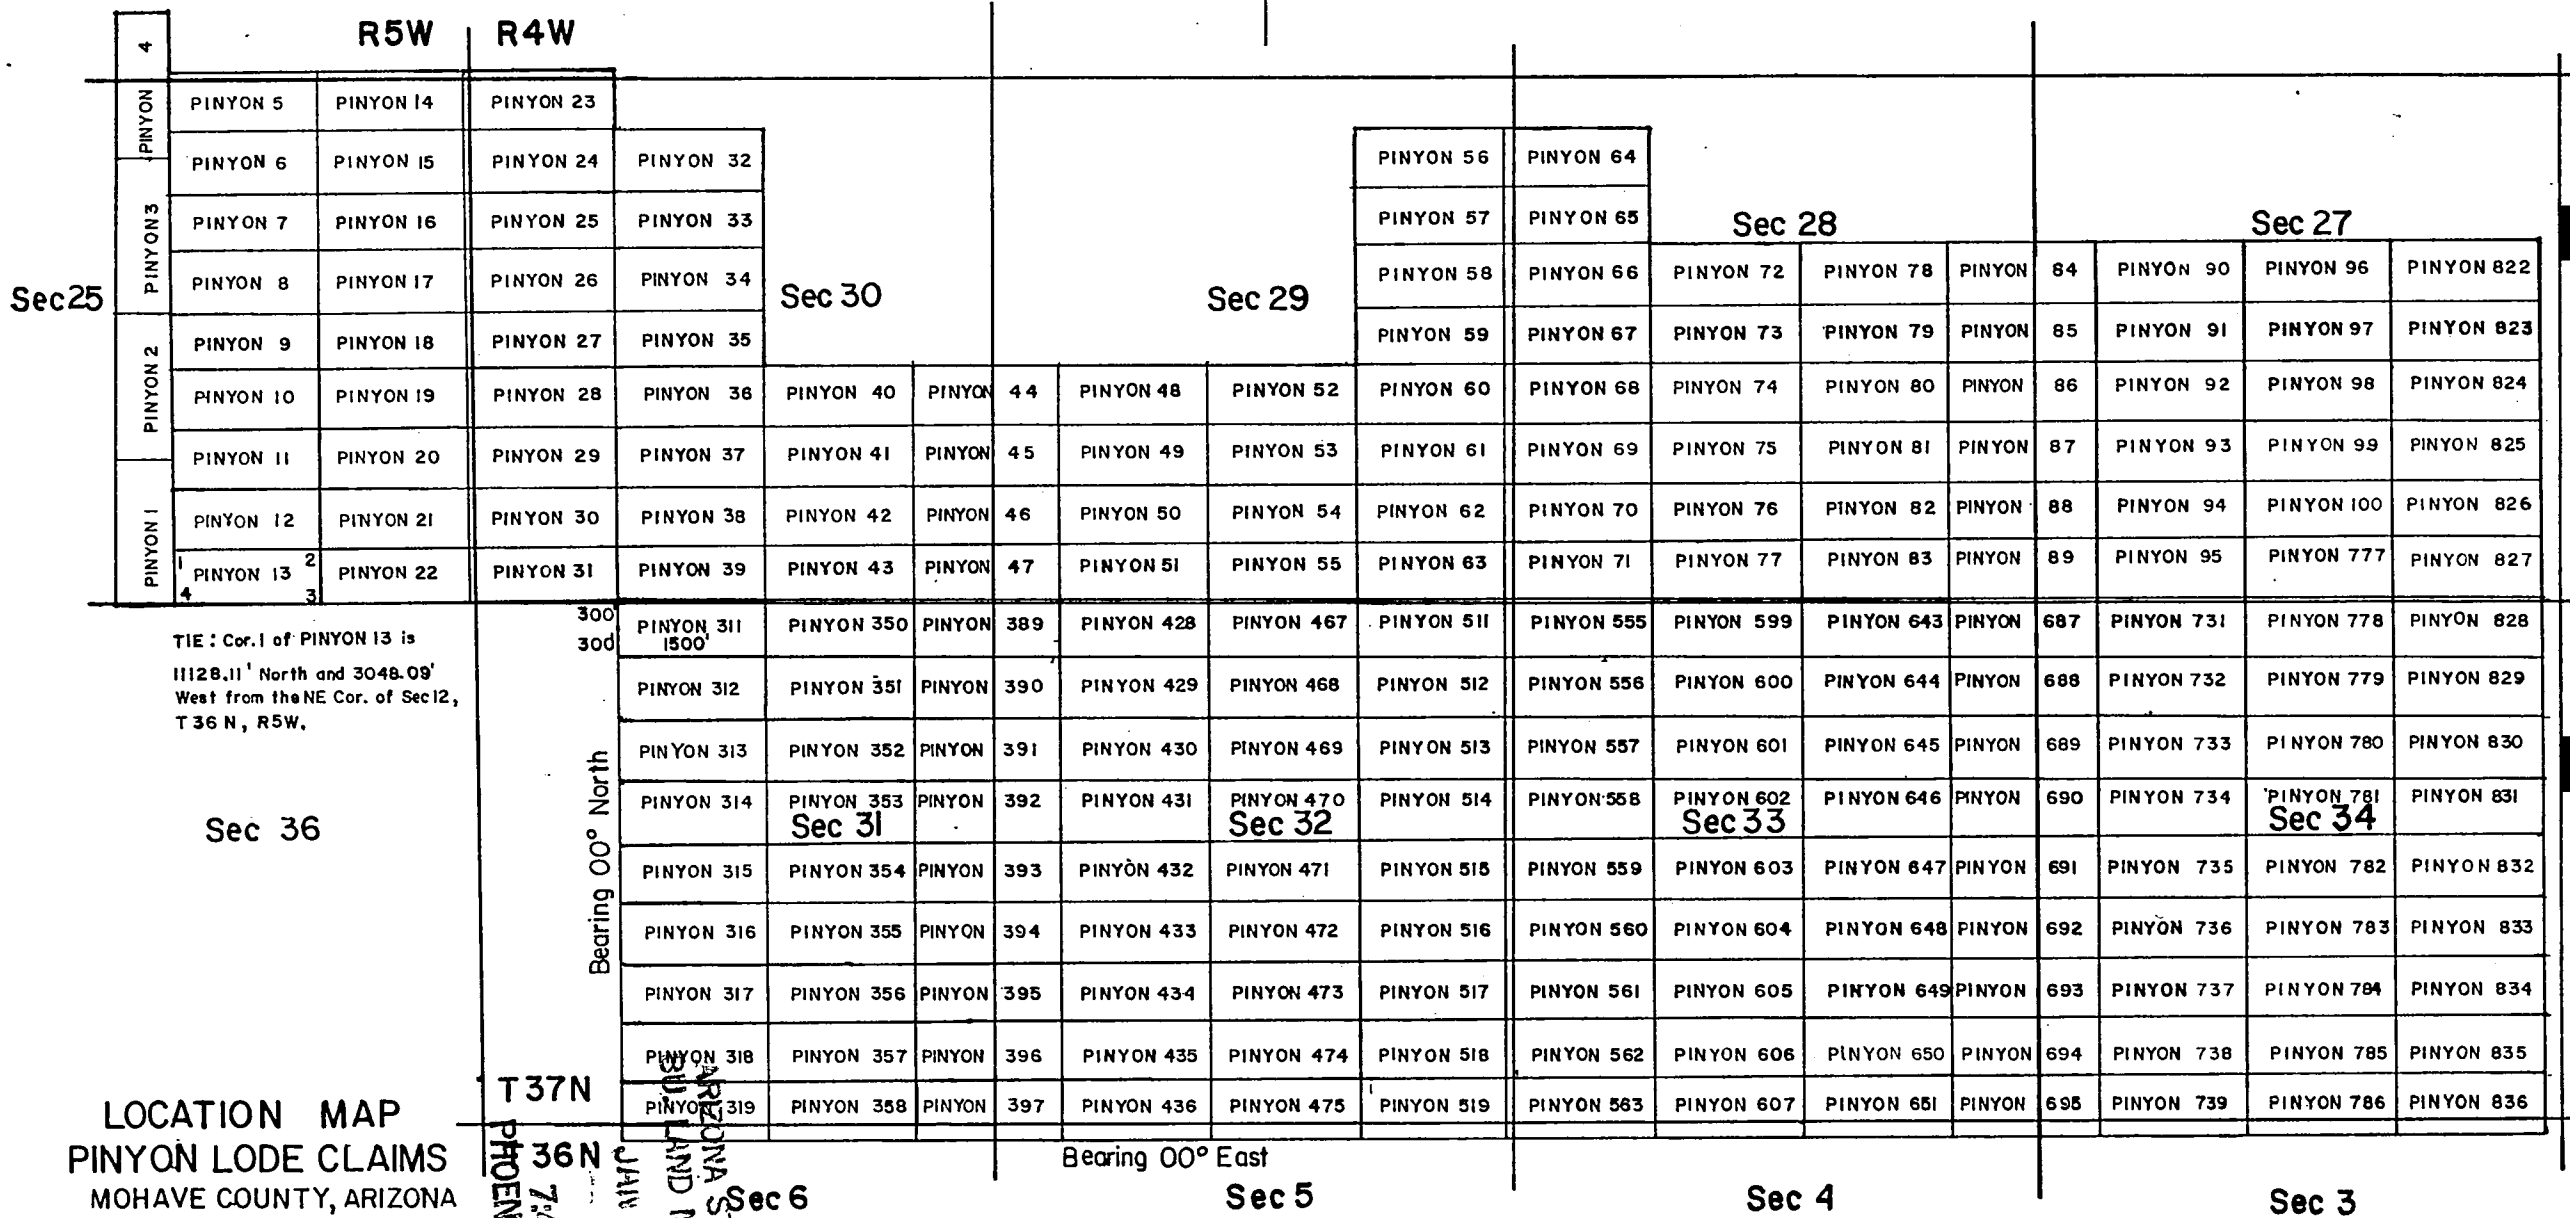 R5W R4W
4
PINYON
PINYON 5 PINYON 14 PINYON 23
PINYON 6 PINYON 15 PINYON 24 PINYON 32 PINYON 56 PINYON 64
PINYON 3
PINYON 7 PINYON 16 PINYON 25 PINYON 33 PINYON 57 PINYON 65 Sec 28 Sec 27
PINYON 8 PINYON 17 PINYON 26 PINYON 34 PINYON 58 PINYON 66 PINYON 72 PINYON 78 PINYON 84 PINYON 90 PINYON 96 PINYON 822
Sec 25 Sec 30 Sec 29
PINYON 2
PINYON 9 PINYON 18 PINYON 27 PINYON 35 PINYON 59 PINYON 67 PINYON 73 PINYON 79 PINYON 85 PINYON 91 PINYON 97 PINYON 823
PINYON 10 PINYON 19 PINYON 28 PINYON 36 PINYON 40 PINYON 44 PINYON 48 PINYON 52 PINYON 60 PINYON 68 PINYON 74 PINYON 80 PINYON 86 PINYON 92 PINYON 98 PINYON 824
PINYON 11 PINYON 20 PINYON 29 PINYON 37 PINYON 41 PINYON 45 PINYON 49 PINYON 53 PINYON 61 PINYON 69 PINYON 75 PINYON 81 PINYON 87 PINYON 93 PINYON 99 PINYON 825
PINYON 1
PINYON 12 PINYON 21 PINYON 30 PINYON 38 PINYON 42 PINYON 46 PINYON 50 PINYON 54 PINYON 62 PINYON 70 PINYON 76 PINYON 82 PINYON 88 PINYON 94 PINYON 100 PINYON 826
1 2
PINYON 13 PINYON 22 PINYON 31 PINYON 39 PINYON 43 PINYON 47 PINYON 51 PINYON 55 PINYON 63 PINYON 71 PINYON 77 PINYON 83 PINYON 89 PINYON 95 PINYON 777 PINYON 827
4 3
300'
PINYON 311 PINYON 350 PINYON 389 PINYON 428 PINYON 467 PINYON 511 PINYON 555 PINYON 599 PINYON 643 PINYON 687 PINYON 731 PINYON 778 PINYON 828
300' 1500'
TIE: Cor. 1 of PINYON 13 is
11128.11' North and 3048.09'
West from the NE Cor. of Sec 12,
T 36 N, R5W.
PINYON 312 PINYON 351 PINYON 390 PINYON 429 PINYON 468 PINYON 512 PINYON 556 PINYON 600 PINYON 644 PINYON 688 PINYON 732 PINYON 779 PINYON 829
PINYON 313 PINYON 352 PINYON 391 PINYON 430 PINYON 469 PINYON 513 PINYON 557 PINYON 601 PINYON 645 PINYON 689 PINYON 733 PINYON 780 PINYON 830
PINYON 314 PINYON 353 PINYON 392 PINYON 431 PINYON 470 PINYON 514 PINYON 558 PINYON 602 PINYON 646 PINYON 690 PINYON 734 PINYON 781 PINYON 831
Sec 36 Sec 31 Sec 32 Sec 33 Sec 34
Bearing 00° North
PINYON 315 PINYON 354 PINYON 393 PINYON 432 PINYON 471 PINYON 515 PINYON 559 PINYON 603 PINYON 647 PINYON 691 PINYON 735 PINYON 782 PINYON 832
PINYON 316 PINYON 355 PINYON 394 PINYON 433 PINYON 472 PINYON 516 PINYON 560 PINYON 604 PINYON 648 PINYON 692 PINYON 736 PINYON 783 PINYON 833
PINYON 317 PINYON 356 PINYON 395 PINYON 434 PINYON 473 PINYON 517 PINYON 561 PINYON 605 PINYON 649 PINYON 693 PINYON 737 PINYON 784 PINYON 834
PINYON 318 PINYON 357 PINYON 396 PINYON 435 PINYON 474 PINYON 518 PINYON 562 PINYON 606 PINYON 650 PINYON 694 PINYON 738 PINYON 785 PINYON 835
PINYON 319 PINYON 358 PINYON 397 PINYON 436 PINYON 475 PINYON 519 PINYON 563 PINYON 607 PINYON 651 PINYON 695 PINYON 739 PINYON 786 PINYON 836
T37N
T36N
Bearing 00° East
Sec 6 Sec 5 Sec 4 Sec 3
LOCATION MAP
PINYON LODE CLAIMS
MOHAVE COUNTY, ARIZONA
ARIZONA S
LAND
PHOEN